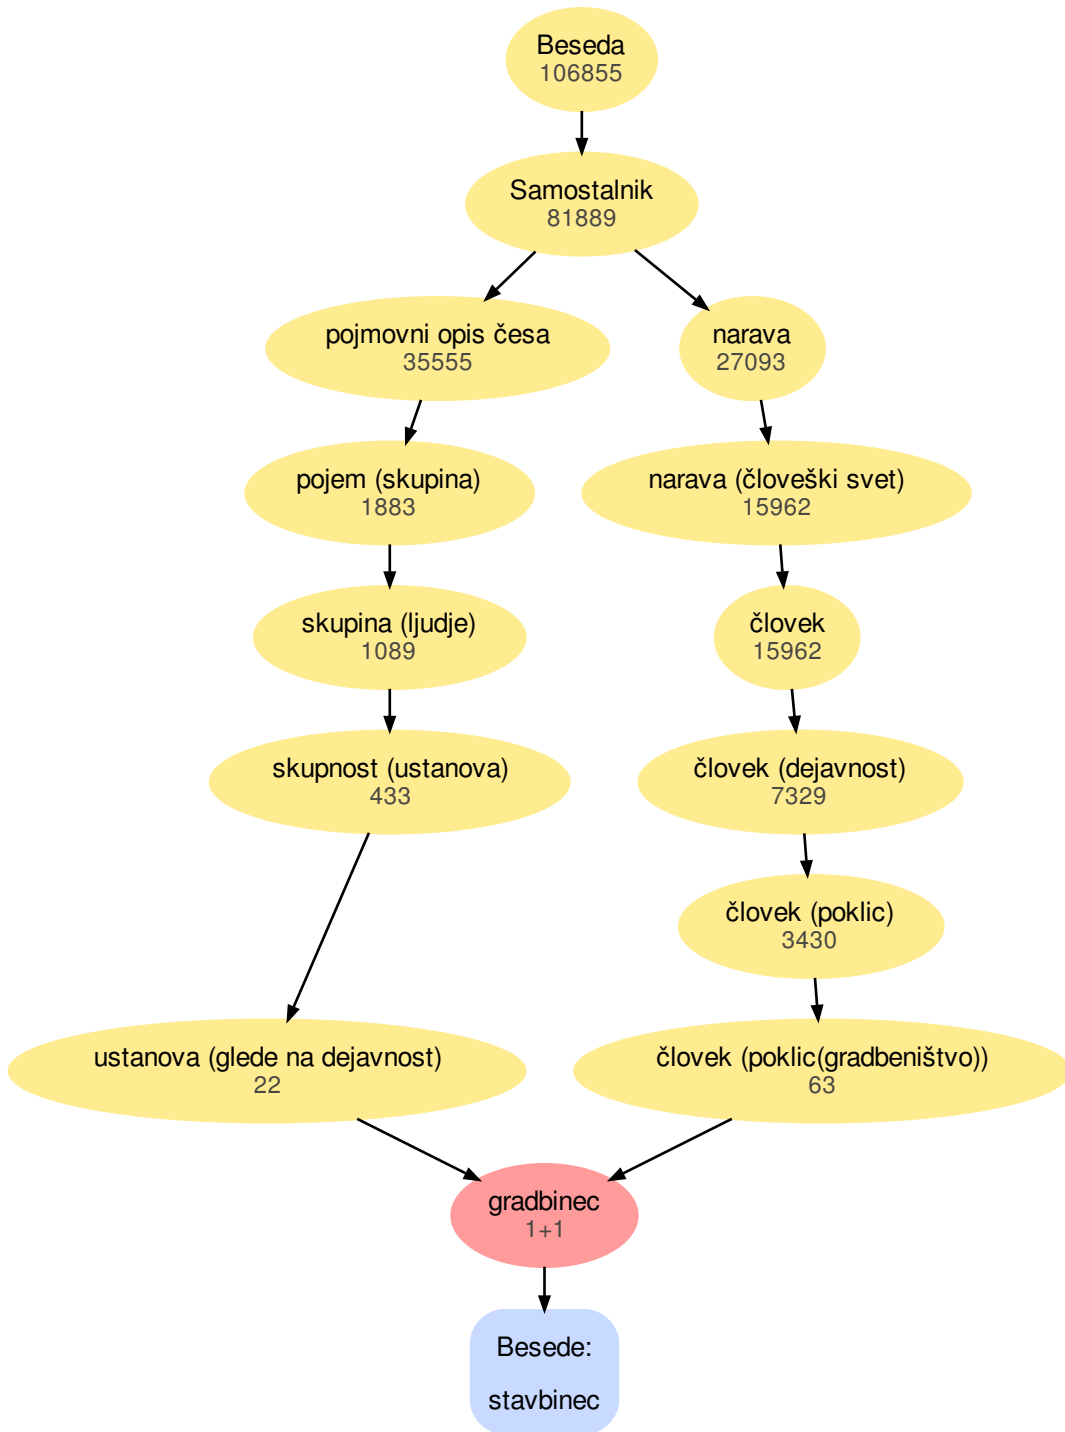 Beseda
106855
Samostalnik
81889
pojmovni opis česa
35555
narava
27093
pojem (skupina)
1883
narava (človeški svet)
15962
skupina (ljudje)
1089
človek
15962
skupnost (ustanova)
433
človek (dejavnost)
7329
človek (poklic)
3430
ustanova (glede na dejavnost)
22
človek (poklic(gradbeništvo))
63
gradbinec
1+1
Besede:
stavbinec